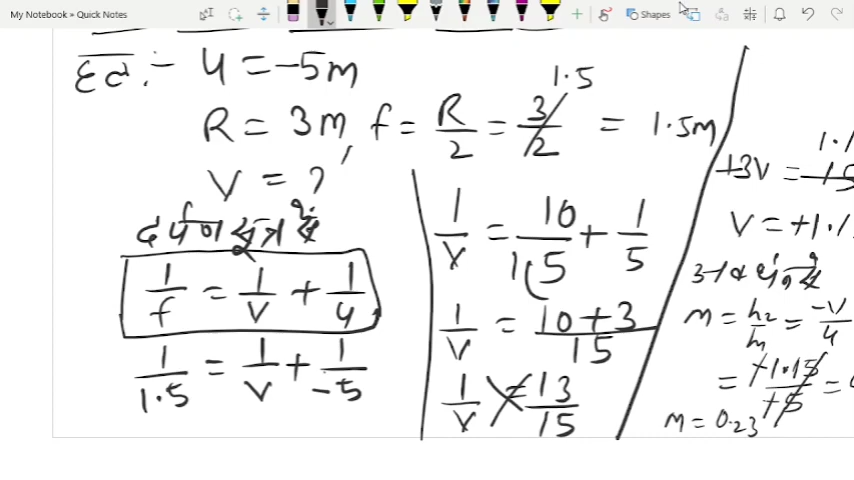 My Notebook » Quick Notes
Shapes
u = -5m
R = 3m, f = R/2 = 3/2 = 1.5m
1.5
V = ?
दर्पण सूत्र से
1/f = 1/v + 1/u
1/1.5 = 1/v + 1/-5
1/v = 10/15 + 1/5
1/v = 10+3/15
1/v = 13/15
+3V =
V = +1.1
m = h2/h1 = -v/u
= +1.15/+5 =
m = 0.23